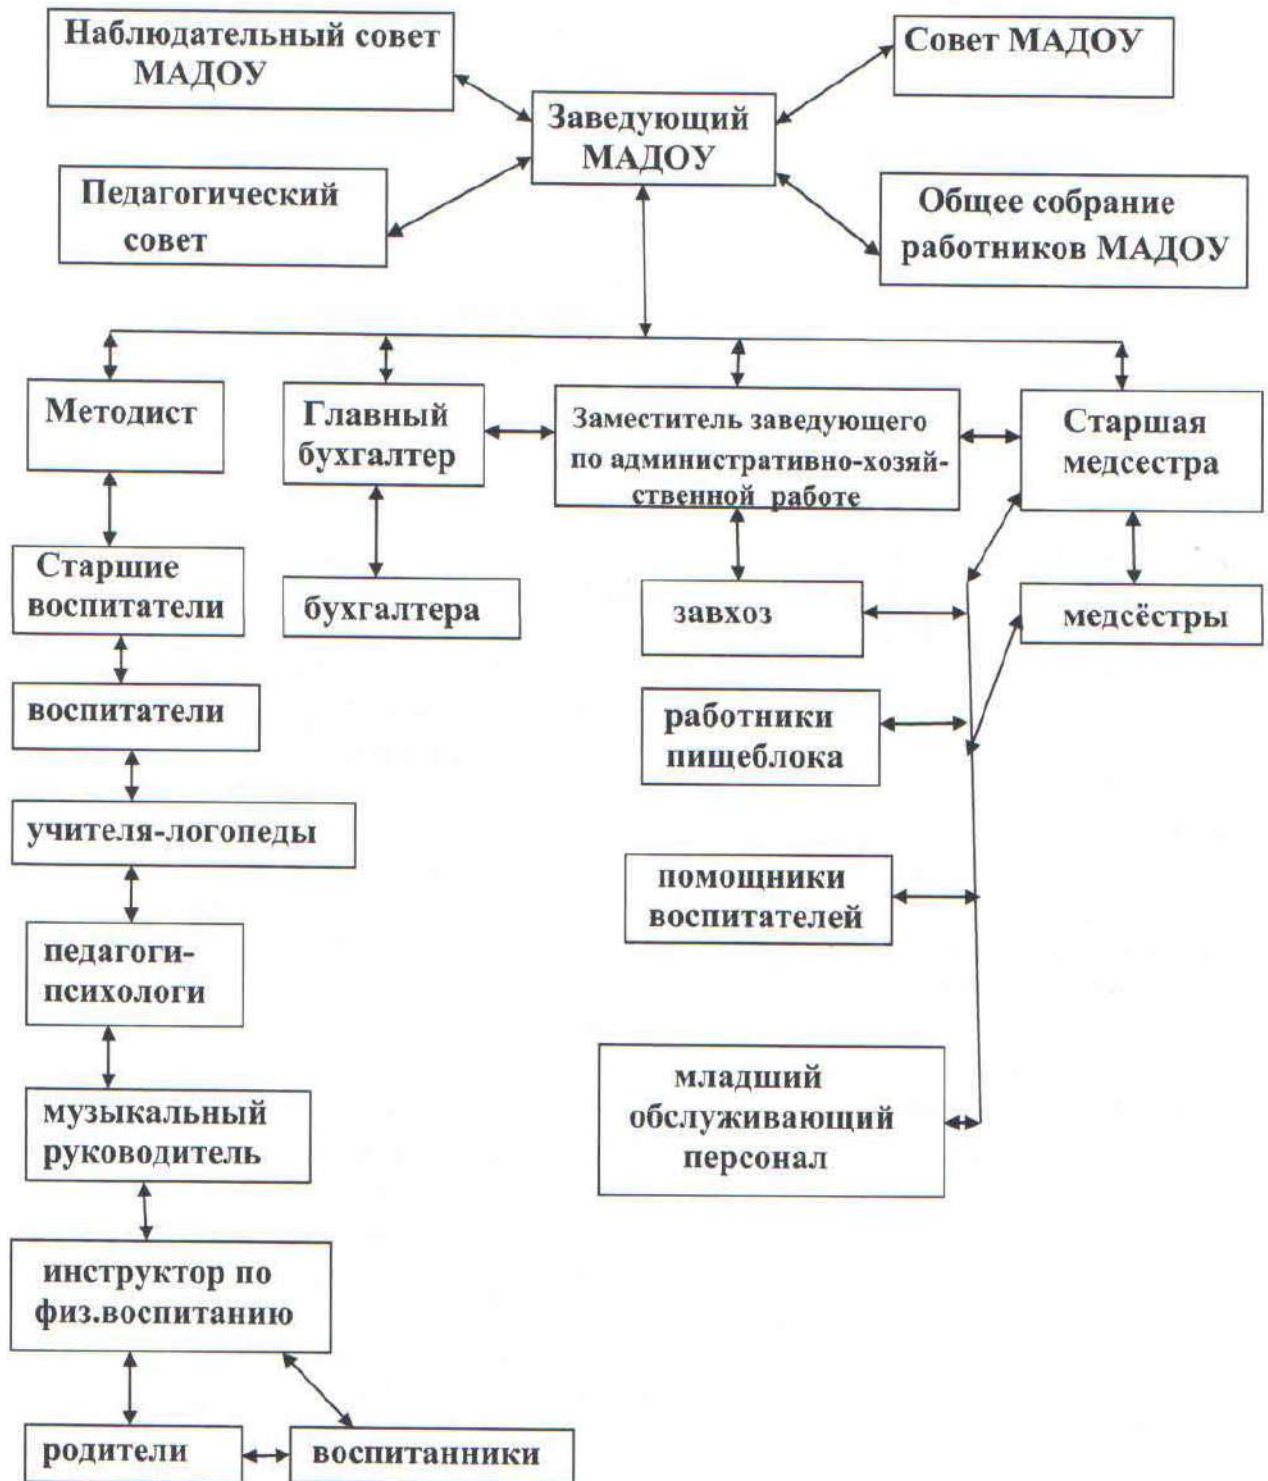 Наблюдательный совет
МАДОУ
Совет МАДОУ
Заведующий
МАДОУ
Педагогический
совет
Общее собрание
работников МАДОУ
Методист
Главный
бухгалтер
Заместитель заведующего
по административно-хозяй-
ственной работе
Старшая
медсестра
Старшие
воспитатели
бухгалтера
завхоз
медсёстры
воспитатели
работники
пищеблока
учителя-логопеды
помощники
воспитателей
педагоги-
психологи
младший
обслуживающий
персонал
музыкальный
руководитель
инструктор по
физ.воспитанию
родители
воспитанники